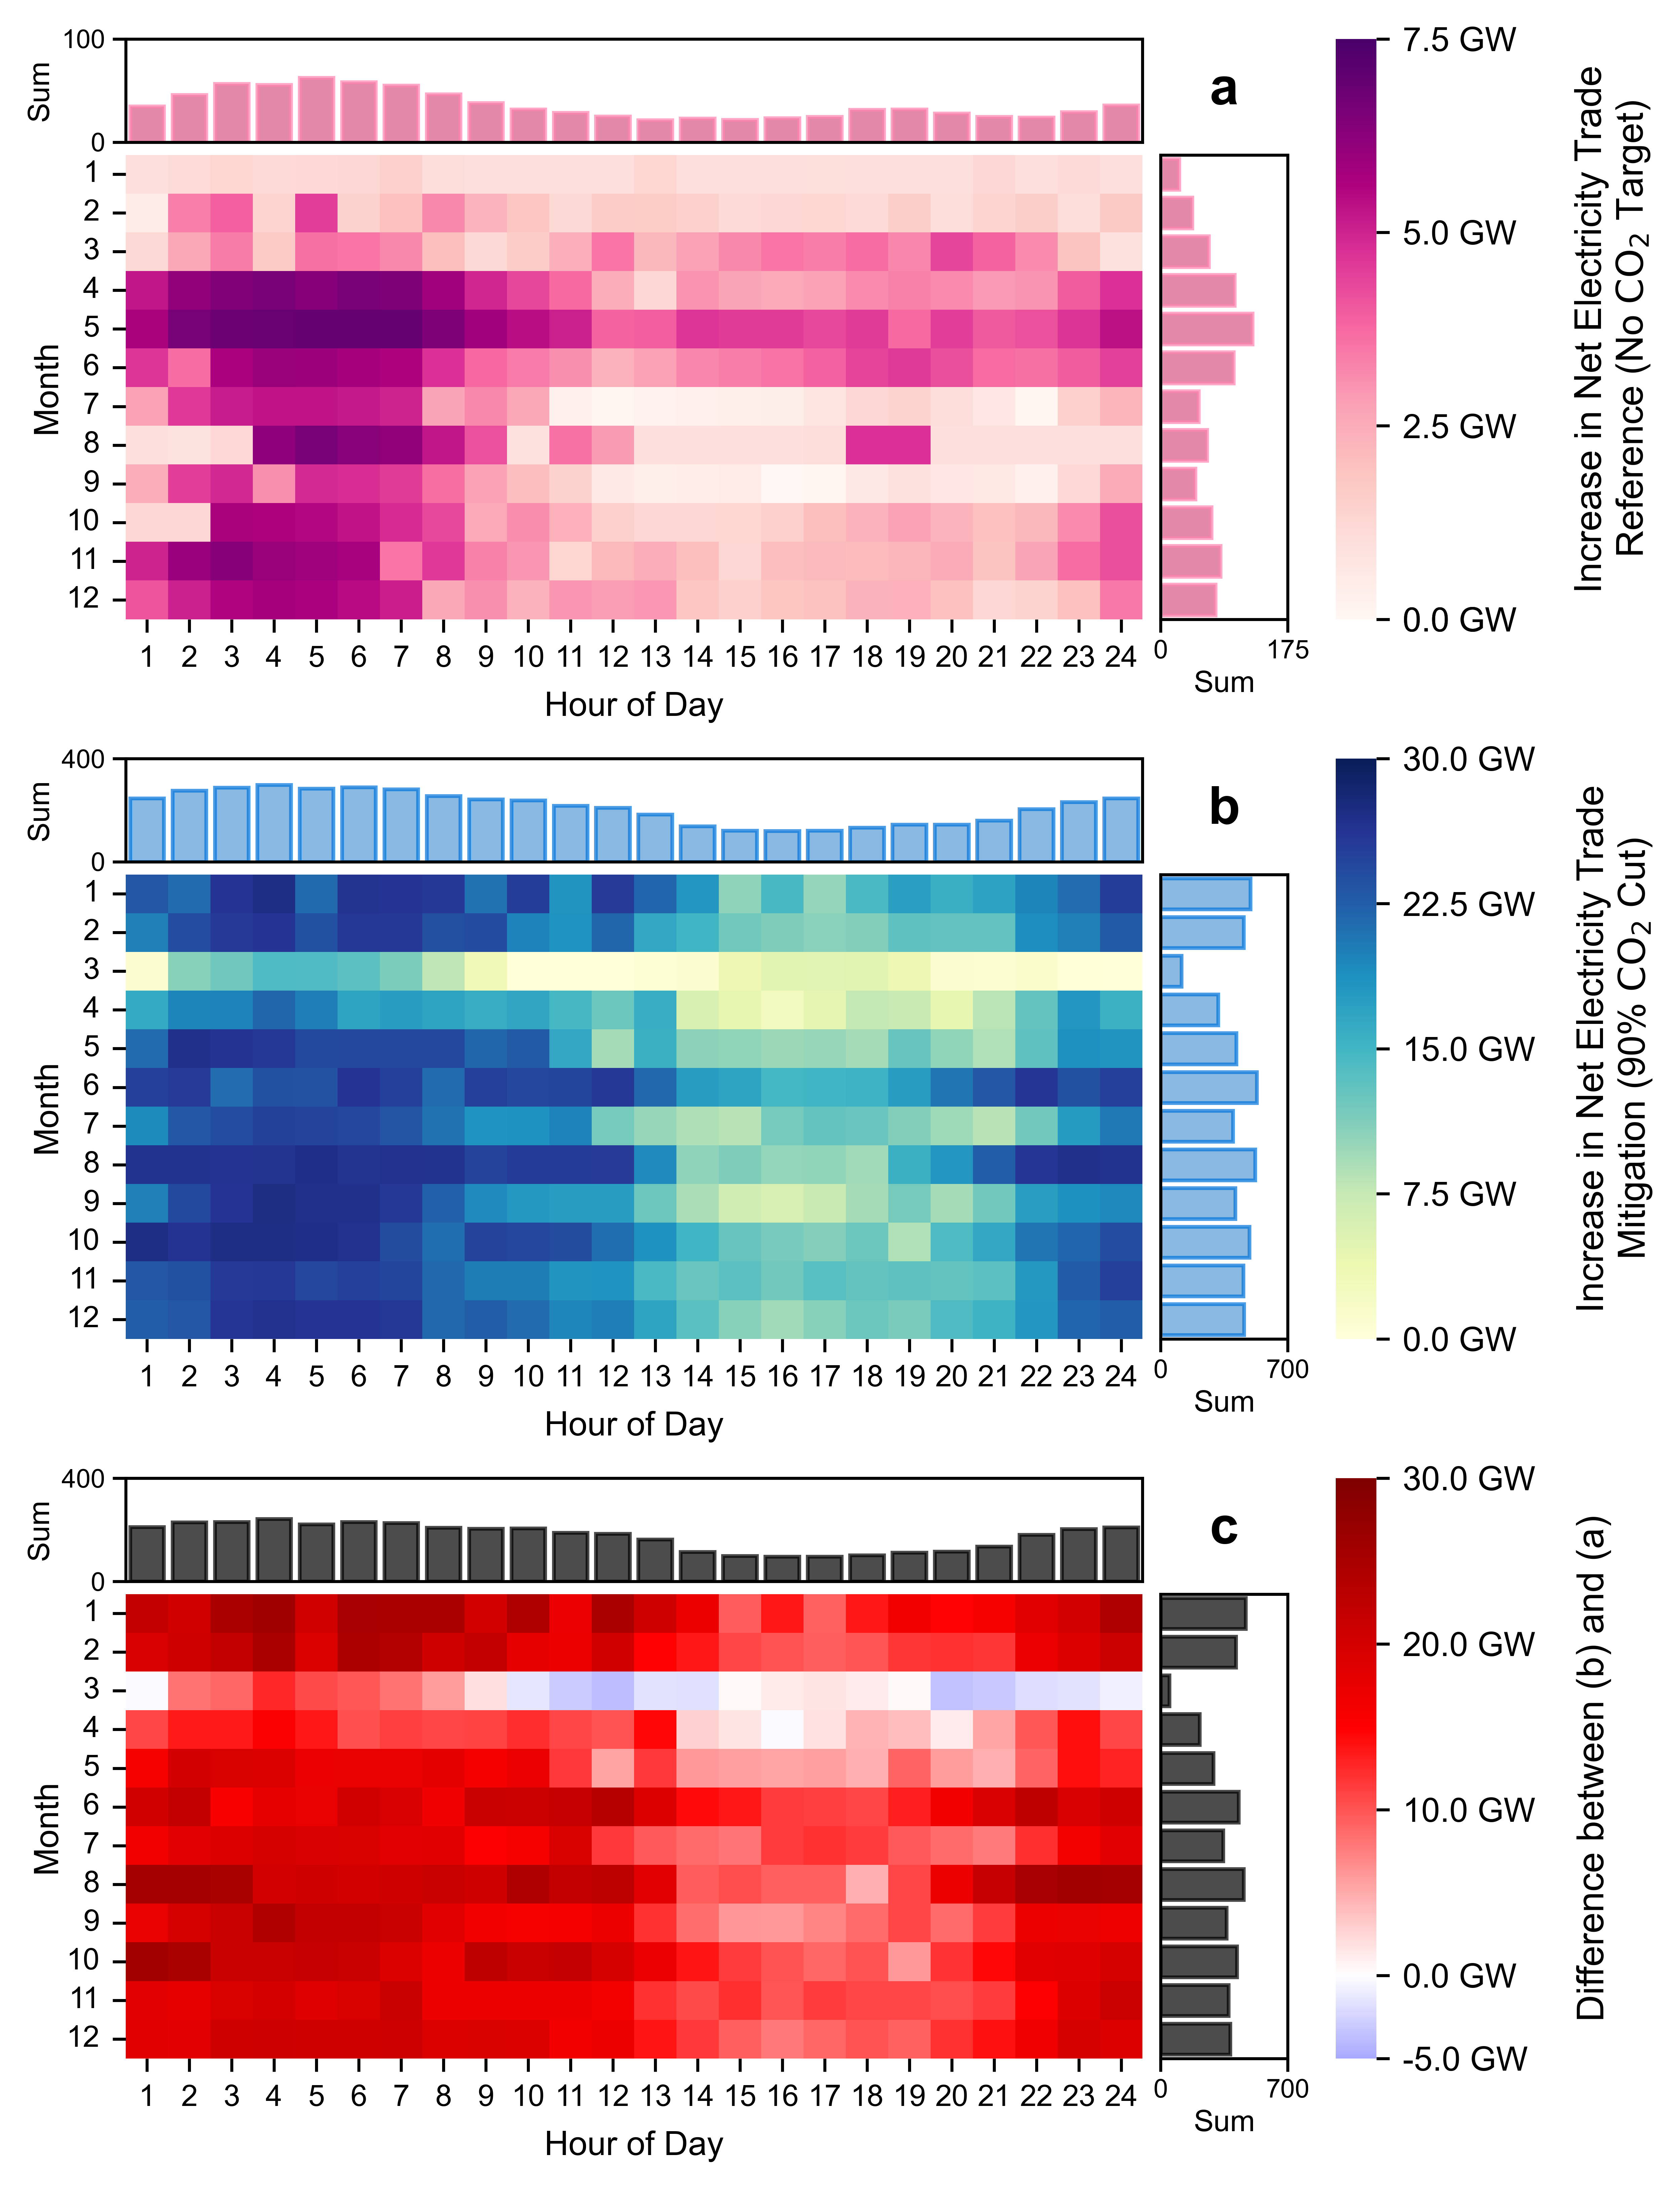 100
Sum
0
a
1
2
3
4
5
6
7
8
9
10
11
12
Month
1 2 3 4 5 6 7 8 9 10 11 12 13 14 15 16 17 18 19 20 21 22 23 24
Hour of Day
0 175
Sum
7.5 GW
5.0 GW
2.5 GW
0.0 GW
Increase in Net Electricity Trade
Reference (No CO₂ Target)
400
Sum
0
b
1
2
3
4
5
6
7
8
9
10
11
12
Month
1 2 3 4 5 6 7 8 9 10 11 12 13 14 15 16 17 18 19 20 21 22 23 24
Hour of Day
0 700
Sum
30.0 GW
22.5 GW
15.0 GW
7.5 GW
0.0 GW
Increase in Net Electricity Trade
Mitigation (90% CO₂ Cut)
400
Sum
0
c
1
2
3
4
5
6
7
8
9
10
11
12
Month
1 2 3 4 5 6 7 8 9 10 11 12 13 14 15 16 17 18 19 20 21 22 23 24
Hour of Day
0 700
Sum
30.0 GW
20.0 GW
10.0 GW
0.0 GW
-5.0 GW
Difference between (b) and (a)